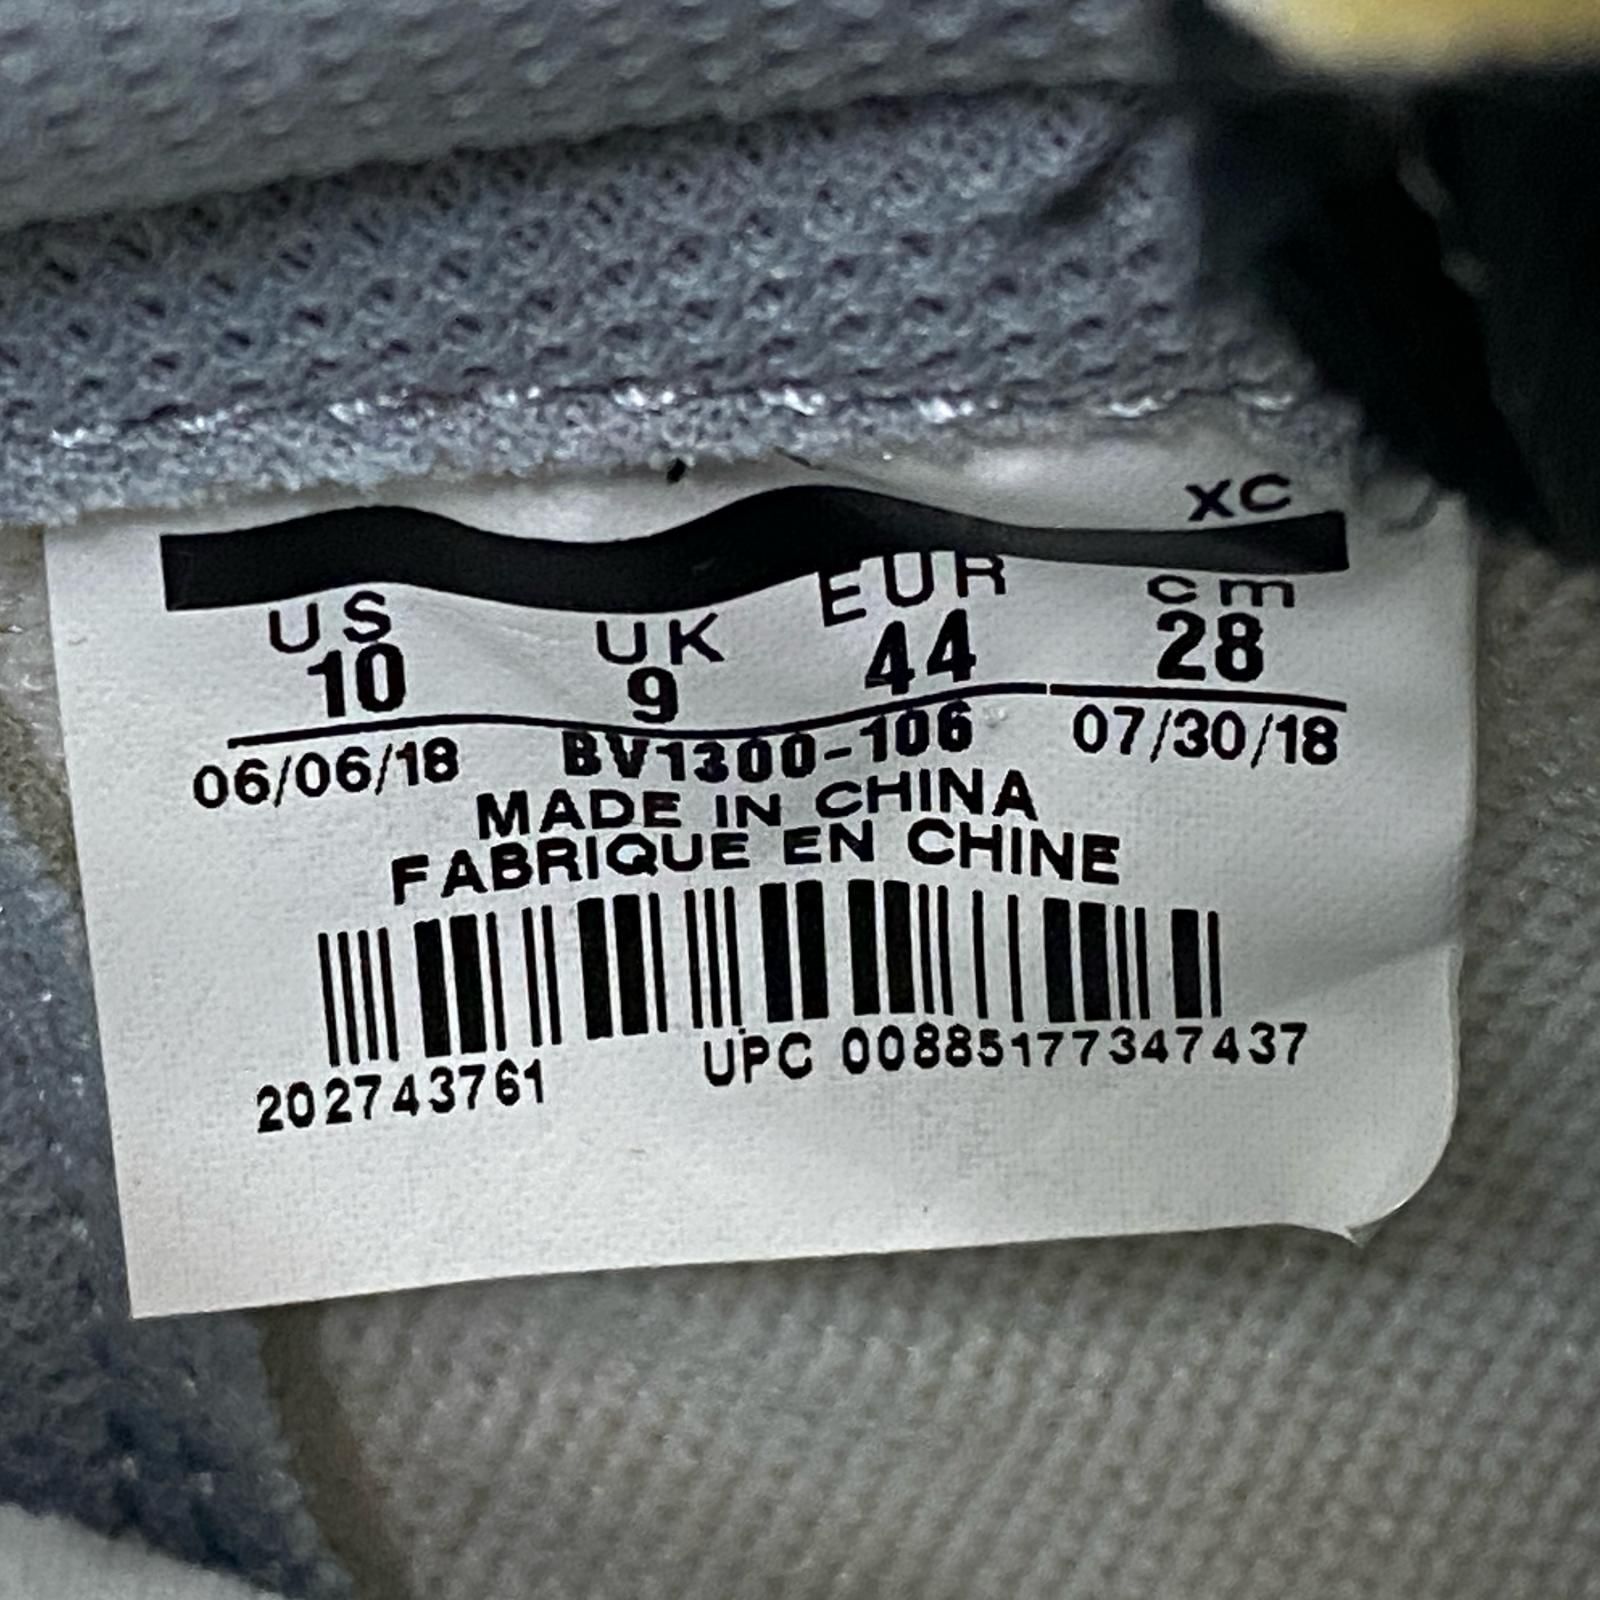 XC
US UK EUR cm
10 9 44 28
06/06/18 BV1300-106 07/30/18
MADE IN CHINA
FABRIQUE EN CHINE
202743761 UPC 00885177347437